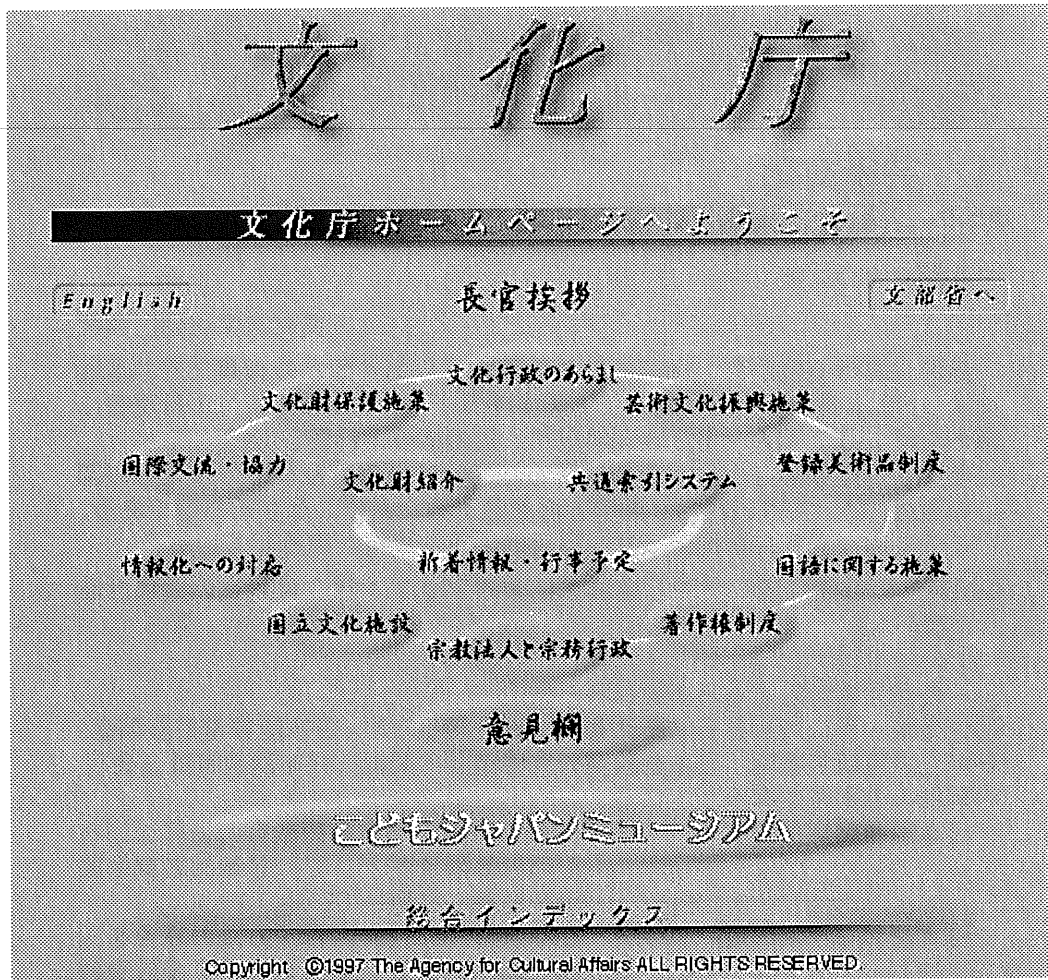 文化庁
文化庁ホームページへようこそ
English
長官挨拶
文部省へ
文化行政のあらまし
文化財保護施策
芸術文化振興施策
国際交流・協力
文化財紹介
共通索引システム
登録美術品制度
情報化への対応
新着情報・行事予定
国語に関する施策
国立文化施設
宗教法人と宗務行政
著作権制度
意見欄
こどもジャパンミュージアム
総合インデックス
Copyright ©1997 The Agency for Cultural Affairs ALL RIGHTS RESERVED.